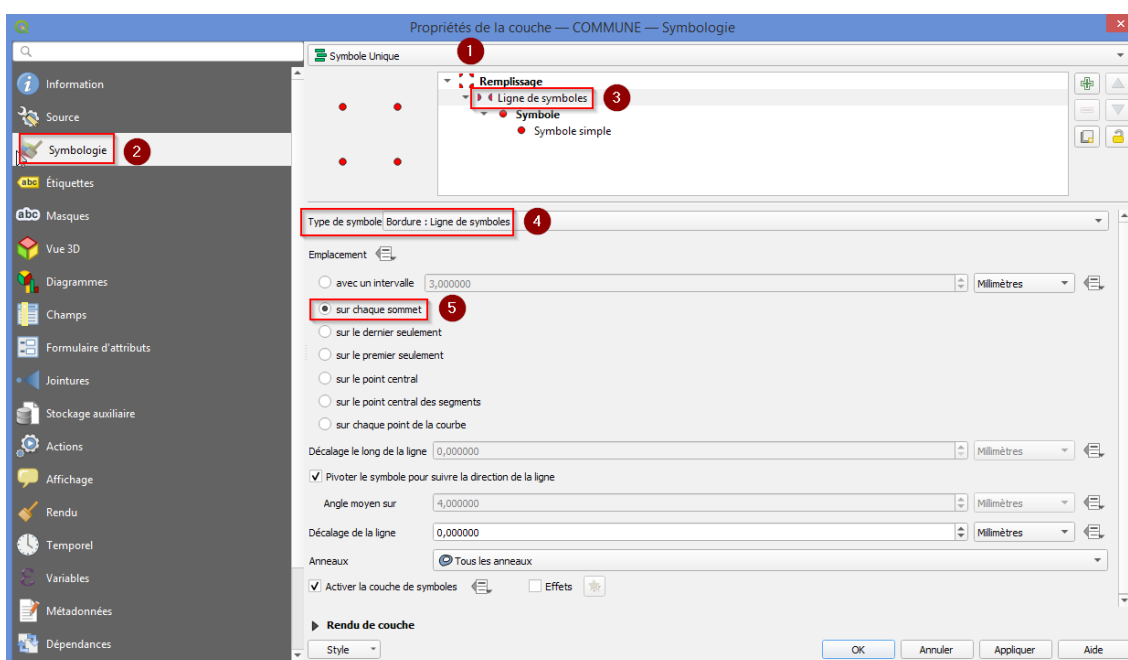 Propriétés de la couche — COMMUNE — Symbologie
Symbole Unique
1
Information
Source
Symbologie
2
Étiquettes
Masques
Vue 3D
Diagrammes
Champs
Formulaire d'attributs
Jointures
Stockage auxiliaire
Actions
Affichage
Rendu
Temporel
Variables
Métadonnées
Dépendances
Remplissage
Ligne de symboles
3
Symbole
Symbole simple
Type de symbole Bordure : Ligne de symboles
4
Emplacement
avec un intervalle 3,000000 Milimètres
sur chaque sommet
5
sur le dernier seulement
sur le premier seulement
sur le point central
sur le point central des segments
sur chaque point de la courbe
Décalage le long de la ligne 0,000000 Milimètres
Pivoter le symbole pour suivre la direction de la ligne
Angle moyen sur 4,000000 Milimètres
Décalage de la ligne 0,000000 Milimètres
Anneaux Tous les anneaux
Activer la couche de symboles Effets
Rendu de couche
Style OK Annuler Appliquer Aide
abc
abc